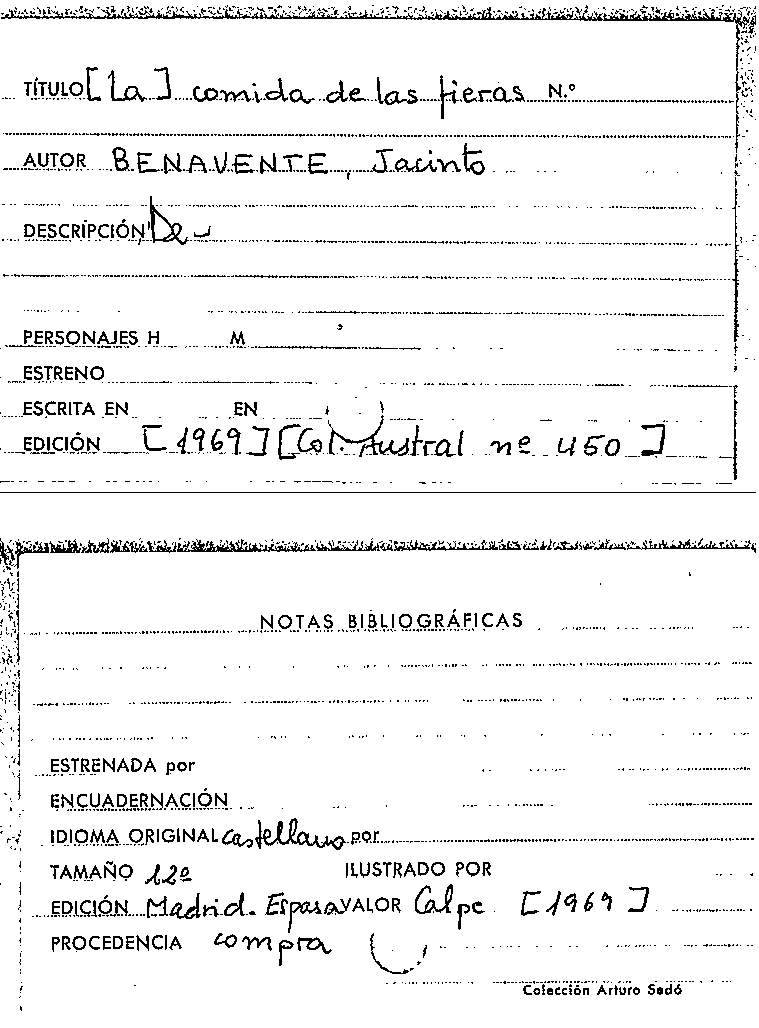 TÍTULO [La] comida de las fieras N.º
AUTOR BENAVENTE, Jacinto
DESCRIPCIÓN
PERSONAJES H M
ESTRENO
ESCRITA EN EN
EDICIÓN [1969] [Col. Austral nº 450]
NOTAS BIBLIOGRÁFICAS
ESTRENADA por
ENCUADERNACIÓN
IDIOMA ORIGINAL castellano por
TAMAÑO 12º ILUSTRADO POR
EDICIÓN Madrid. Espasa VALOR Calpe [1969]
PROCEDENCIA compra
Colección Arturo Sedó